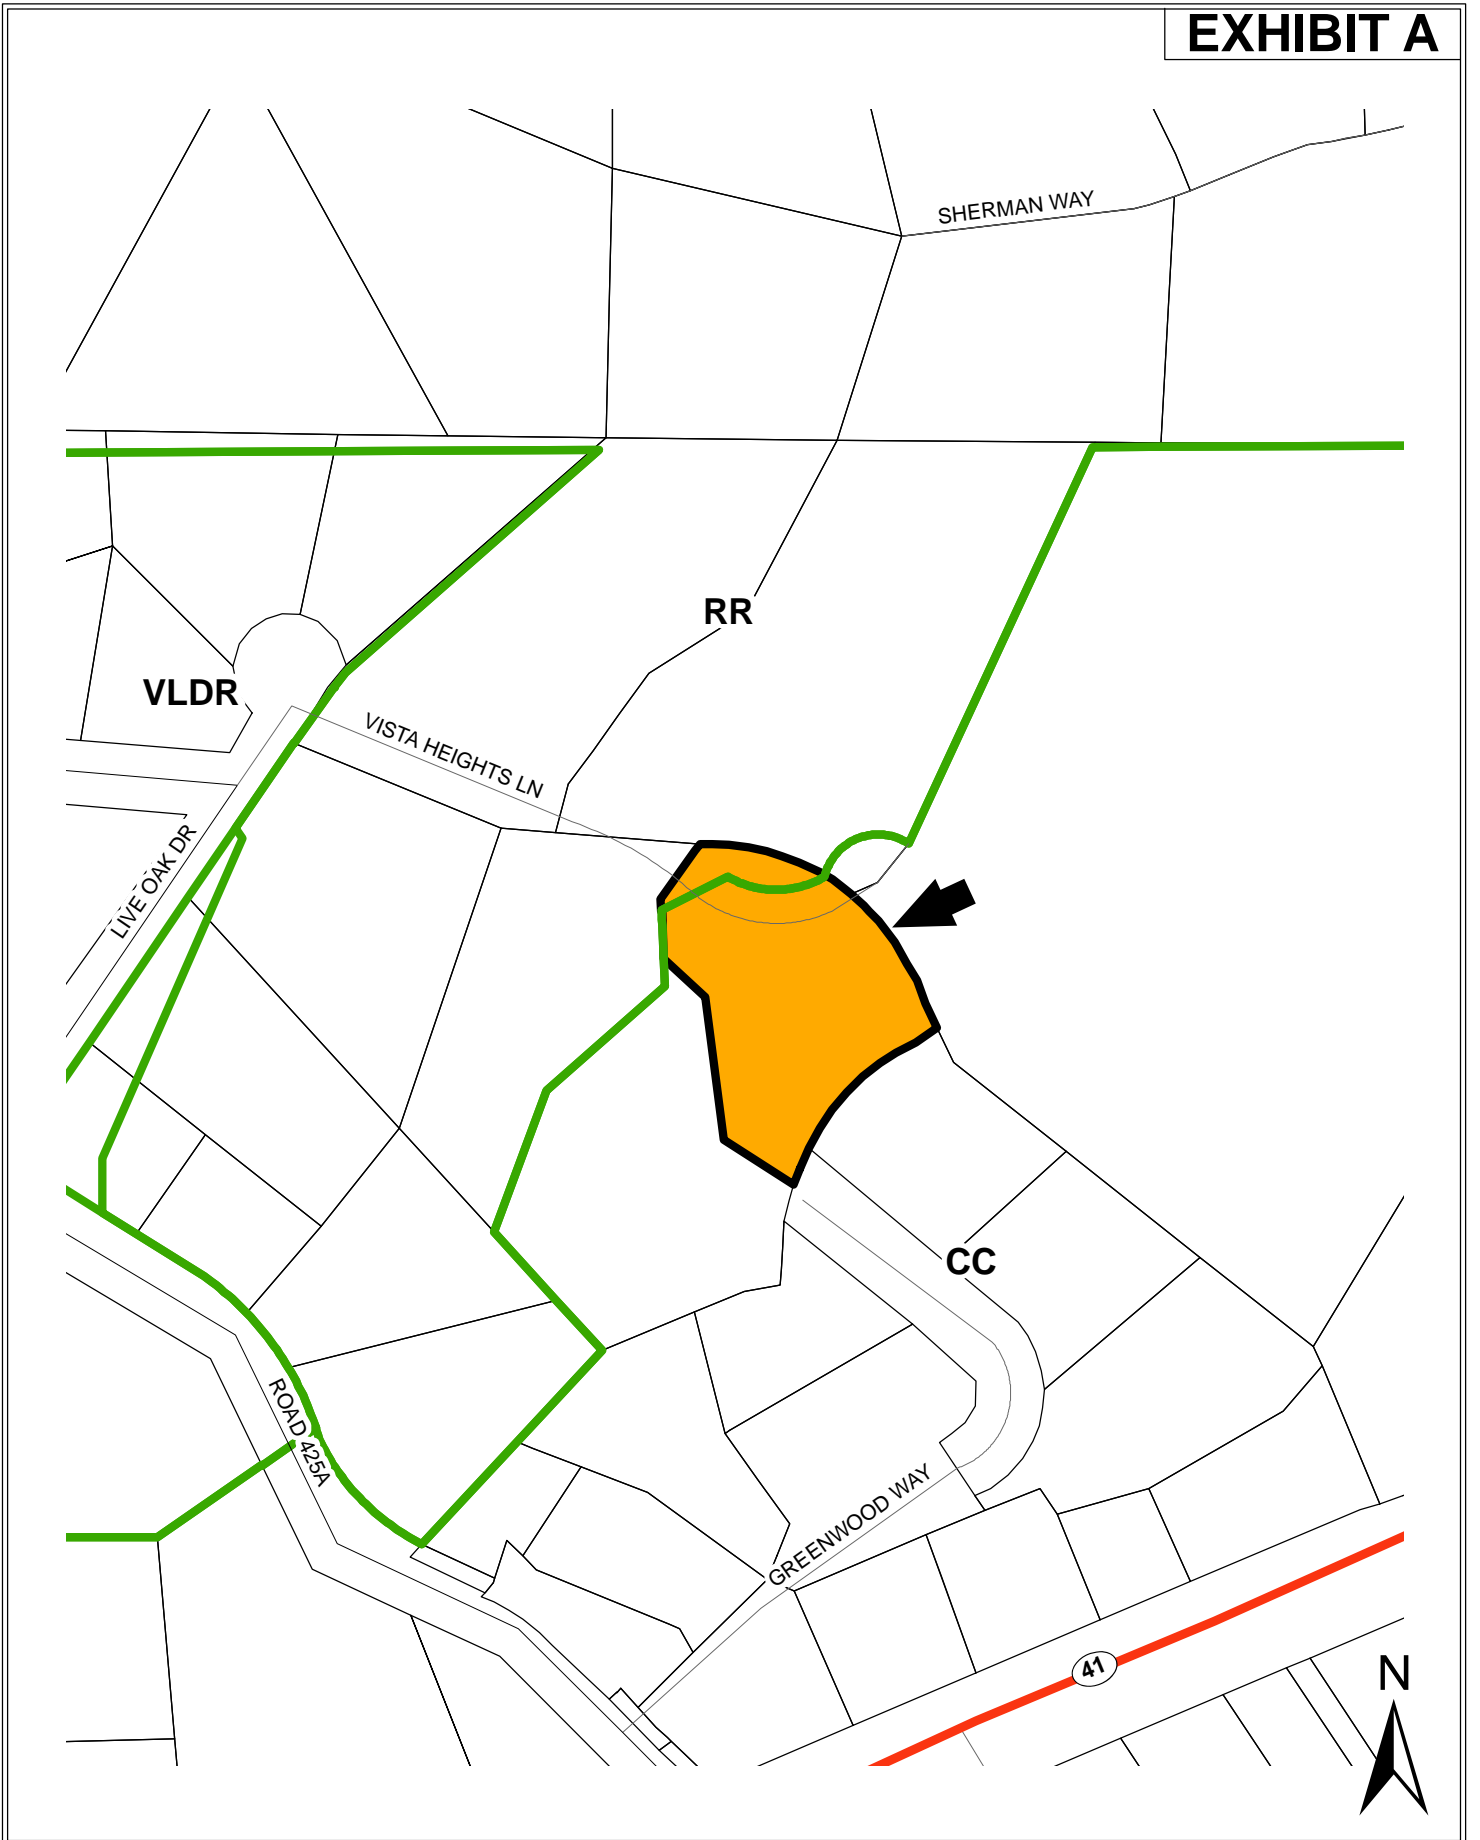 EXHIBIT A
SHERMAN WAY
RR
VLDR
VISTA HEIGHTS LN
LIVE OAK DR
CC
ROAD 425A
GREENWOOD WAY
41
N